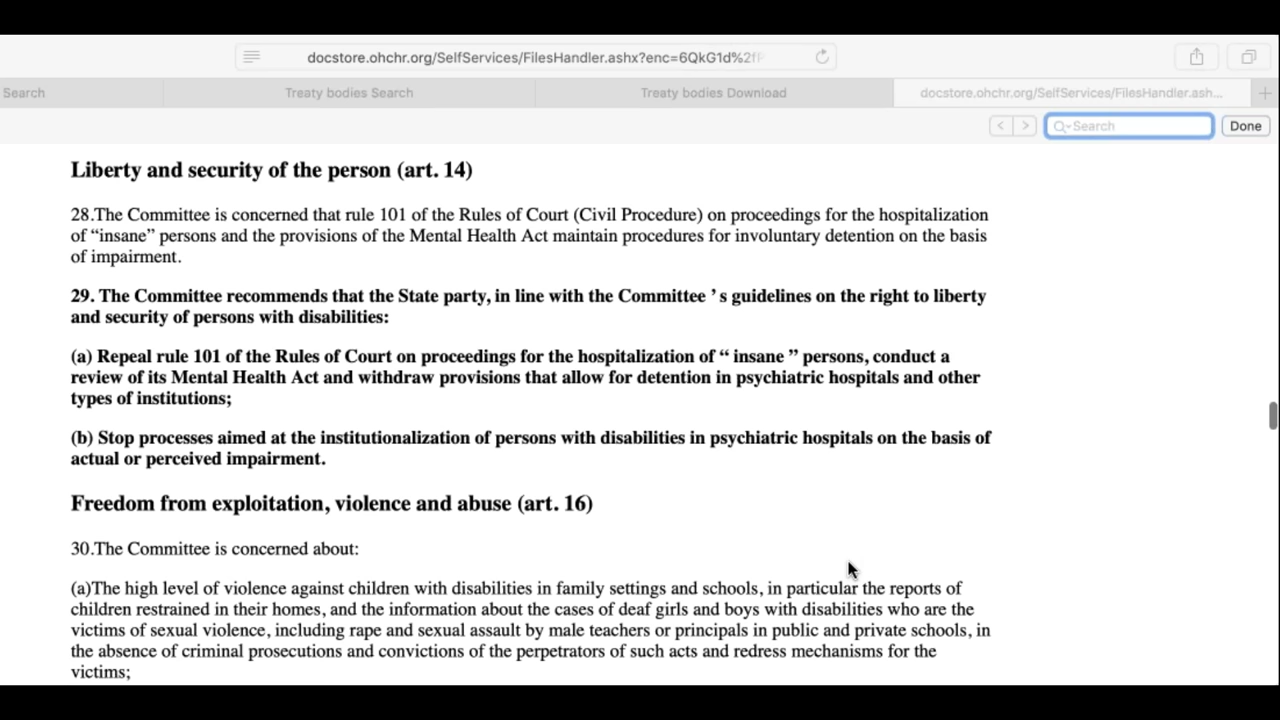 docstore.ohchr.org/SelfServices/FilesHandler.ashx?enc=6QkG1d%2fP
Search
Treaty bodies Search
Treaty bodies Download
docstore.ohchr.org/SelfServices/FilesHandler.ash...
Search
Done
Liberty and security of the person (art. 14)
28.The Committee is concerned that rule 101 of the Rules of Court (Civil Procedure) on proceedings for the hospitalization
of “insane” persons and the provisions of the Mental Health Act maintain procedures for involuntary detention on the basis
of impairment.
29. The Committee recommends that the State party, in line with the Committee ’ s guidelines on the right to liberty
and security of persons with disabilities:
(a) Repeal rule 101 of the Rules of Court on proceedings for the hospitalization of “ insane ” persons, conduct a
review of its Mental Health Act and withdraw provisions that allow for detention in psychiatric hospitals and other
types of institutions;
(b) Stop processes aimed at the institutionalization of persons with disabilities in psychiatric hospitals on the basis of
actual or perceived impairment.
Freedom from exploitation, violence and abuse (art. 16)
30.The Committee is concerned about:
(a)The high level of violence against children with disabilities in family settings and schools, in particular the reports of
children restrained in their homes, and the information about the cases of deaf girls and boys with disabilities who are the
victims of sexual violence, including rape and sexual assault by male teachers or principals in public and private schools, in
the absence of criminal prosecutions and convictions of the perpetrators of such acts and redress mechanisms for the
victims;